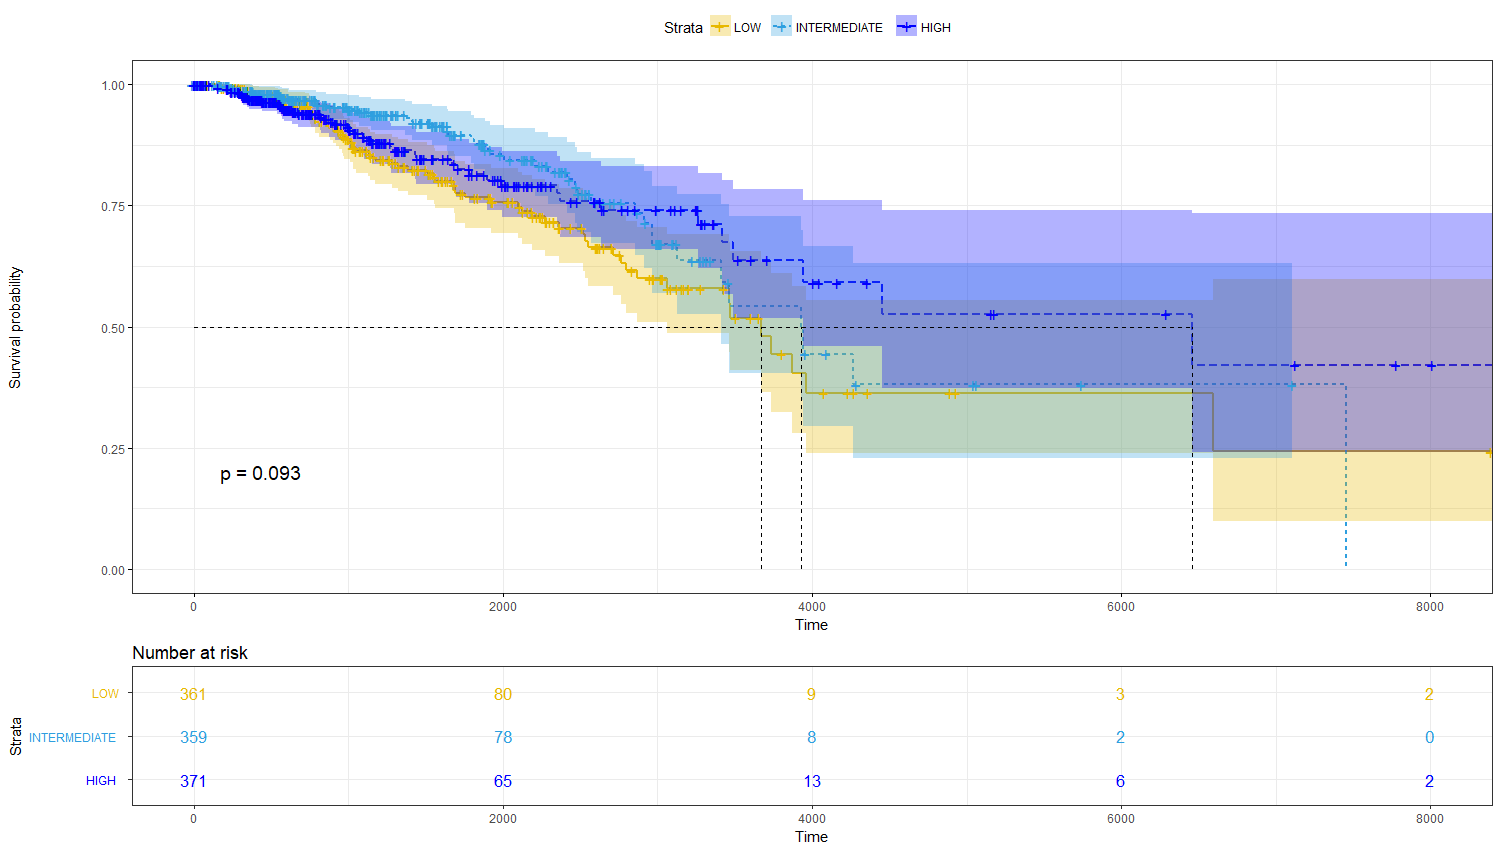 Strata LOW INTERMEDIATE HIGH
Survival probability
1.00
0.75
0.50
0.25
0.00
p = 0.093
0 2000 4000 6000 8000
Time
Number at risk
Strata
LOW 361 80 9 3 2
INTERMEDIATE 359 78 8 2 0
HIGH 371 65 13 6 2
0 2000 4000 6000 8000
Time